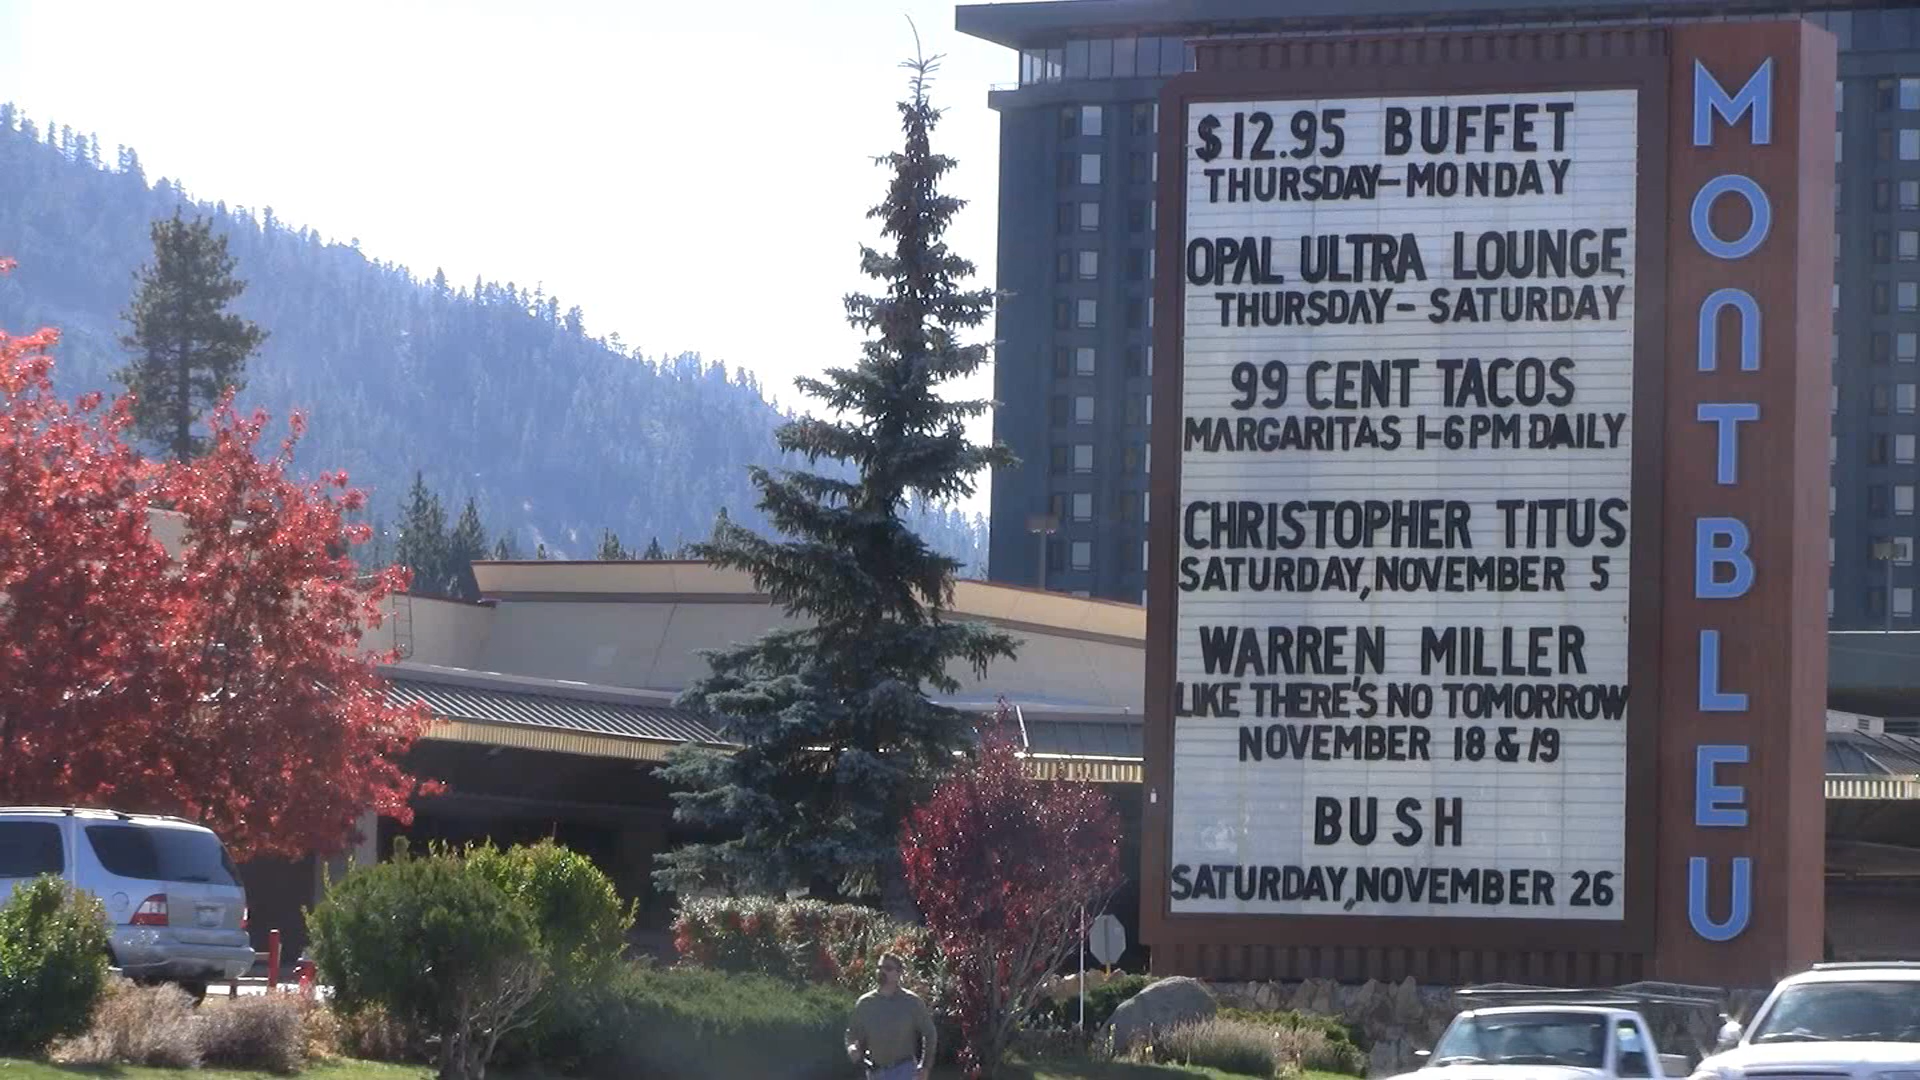 $12.95 BUFFET
THURSDAY-MONDAY
OPAL ULTRA LOUNGE
THURSDAY-SATURDAY
99 CENT TACOS
MARGARITAS 1-6PM DAILY
CHRISTOPHER TITUS
SATURDAY, NOVEMBER 5
WARREN MILLER
LIKE THERE'S NO TOMORROW
NOVEMBER 18 & 19
BUSH
SATURDAY, NOVEMBER 26
MONTBLEU